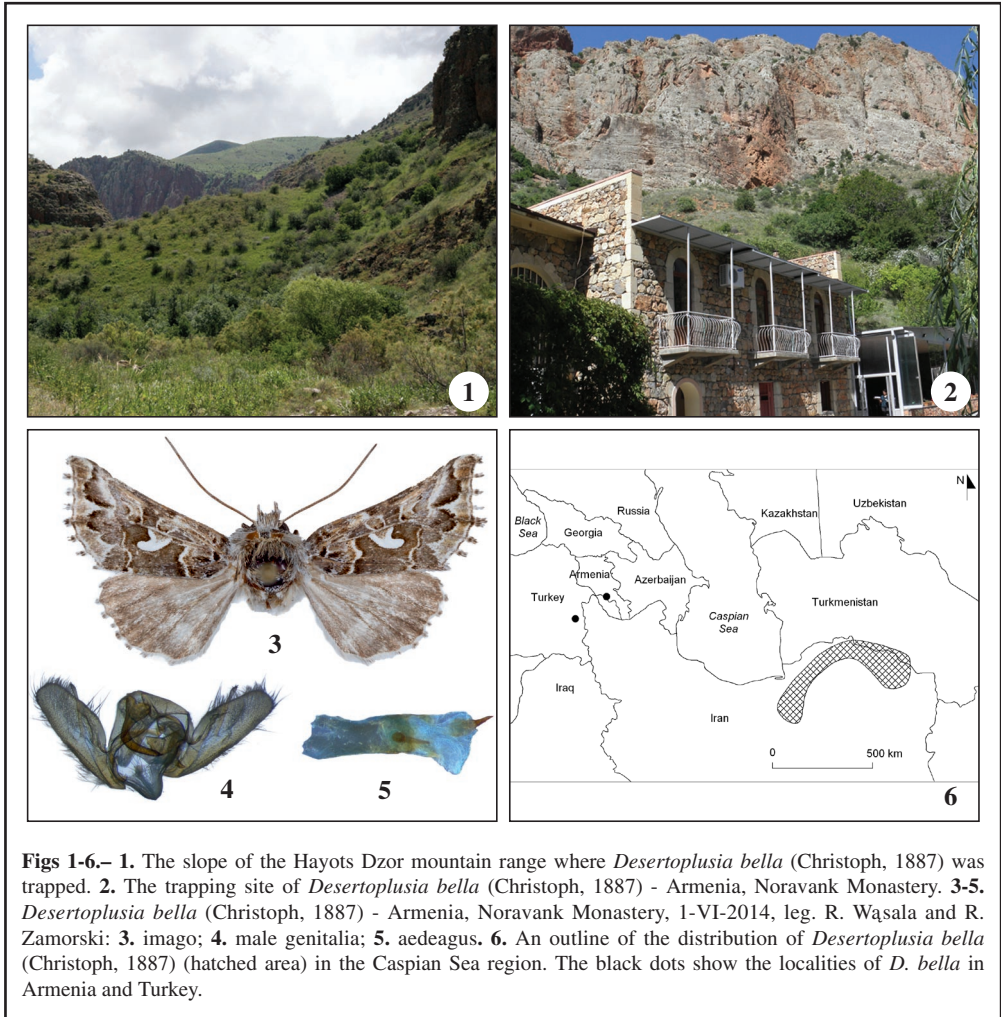 1
2
3
4
5
6
N
Black
Sea
Russia
Georgia
Kazakhstan
Uzbekistan
Armenia
Azerbaijan
Turkey
Caspian
Sea
Turkmenistan
Iraq
Iran
0 500 km
Figs 1-6.– 1. The slope of the Hayots Dzor mountain range where Desertoplusia bella (Christoph, 1887) was
trapped. 2. The trapping site of Desertoplusia bella (Christoph, 1887) - Armenia, Noravank Monastery. 3-5.
Desertoplusia bella (Christoph, 1887) - Armenia, Noravank Monastery, 1-VI-2014, leg. R. Wąsala and R.
Zamorski: 3. imago; 4. male genitalia; 5. aedeagus. 6. An outline of the distribution of Desertoplusia bella
(Christoph, 1887) (hatched area) in the Caspian Sea region. The black dots show the localities of D. bella in
Armenia and Turkey.